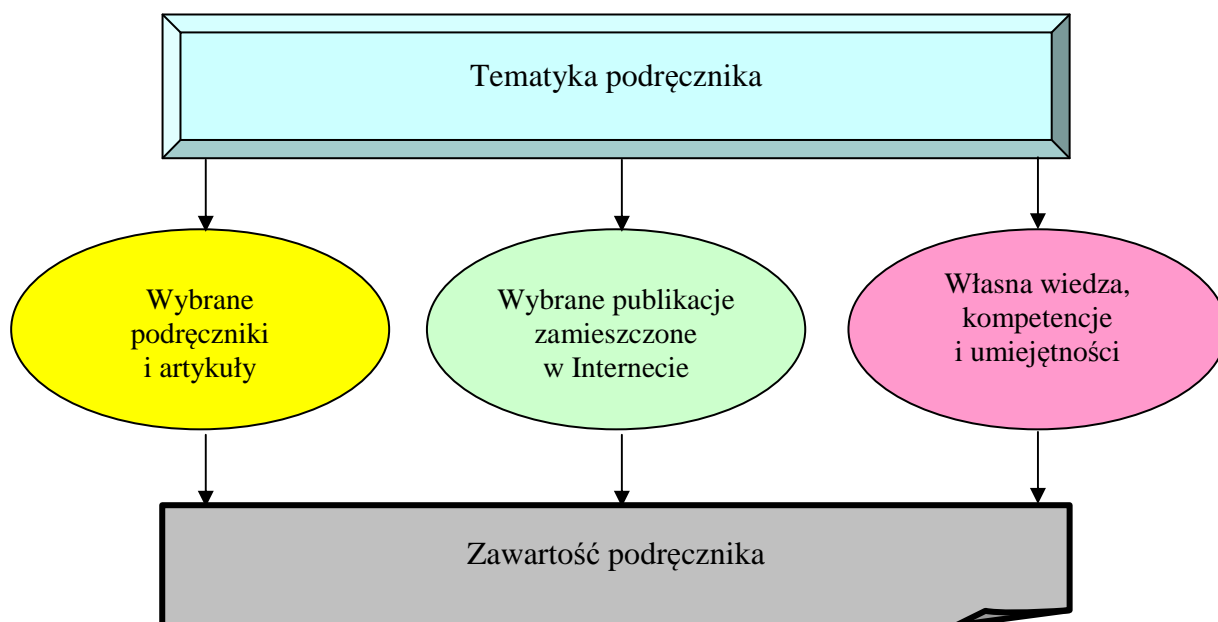 Tematyka podręcznika
Wybrane
podręczniki
i artykuły
Wybrane publikacje
zamieszczone
w Internecie
Własna wiedza,
kompetencje
i umiejętności
Zawartość podręcznika